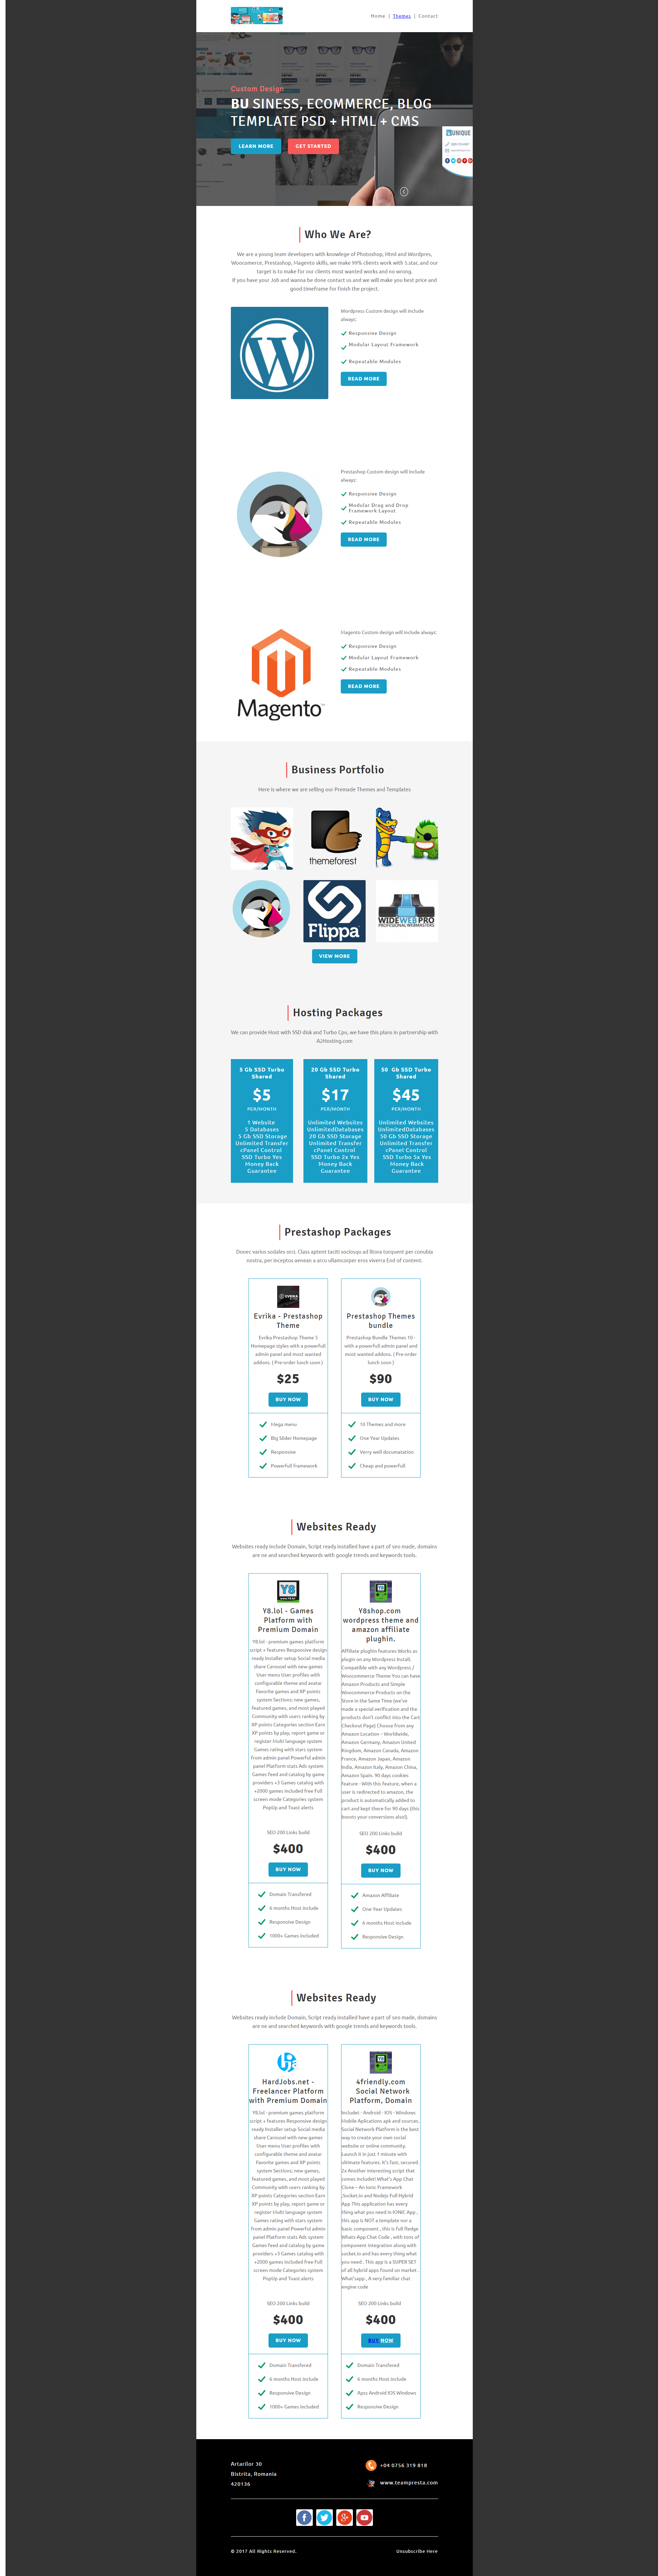 Home | Themes | Contact
Custom Design
BU SINESS, ECOMMERCE, BLOG
TEMPLATE PSD + HTML + CMS
LEARN MORE
GET STARTED
UNIQUE
Who We Are?
We are a young team developers with knowlege of Photoshop, Html and Wordpres,
Woocomerce, Prestashop, Magento skills, we make 99% clients work with 5.star, and our
target is to make for our clients most wanted works and no wrong.
If you have your Job and wanna be done contact us and we will make you best price and
good timeframe for finish the project.
Wordpress Custom design will include
always:
Responsive Design
Modular Layout Framework
Repeatable Modules
READ MORE
Prestashop Custom design will include
always:
Responsive Design
Modular Drag and Drop
Framework Layout
Repeatable Modules
READ MORE
Magento
Magento Custom design will include always:
Responsive Design
Modular Layout Framework
Repeatable Modules
READ MORE
Business Portfolio
Here is where we are selling our Premade Themes and Templates
themeforest
Flippa
WIDE WEB PRO
PROFESIONAL WEBMASTERS
VIEW MORE
Hosting Packages
We can provide Host with SSD disk and Turbo Cpu, we have this plans in partnership with
A2Hosting.com
5 Gb SSD Turbo
Shared
$5
PER/MONTH
1 Website
5 Databases
5 Gb SSD Storage
Unlimited Transfer
cPanel Control
SSD Turbo Yes
Money Back
Guarantee
20 Gb SSD Turbo
Shared
$17
PER/MONTH
Unlimited Websites
UnlimitedDatabases
20 Gb SSD Storage
Unlimited Transfer
cPanel Control
SSD Turbo 2x Yes
Money Back
Guarantee
50 Gb SSD Turbo
Shared
$45
PER/MONTH
Unlimited Websites
UnlimitedDatabases
50 Gb SSD Storage
Unlimited Transfer
cPanel Control
SSD Turbo 5x Yes
Money Back
Guarantee
Prestashop Packages
Donec varius sodales orci. Class aptent taciti sociosqu ad litora torquent per conubia
nostra, per inceptos aenean a arcu ullamcorper eros viverra End of content.
Evrika - Prestashop
Theme
Evrika Prestashop Theme 5
Homepage styles with a powerfull
admin panel and most wanted
addons. ( Pre-order lunch soon )
$25
BUY NOW
Mega menu
Big Slider Homepage
Responsive
Powerfull framework
Prestashop Themes
bundle
Prestashop Bundle Themes 10 -
with a powerfull admin panel and
most wanted addons. ( Pre-order
lunch soon )
$90
BUY NOW
10 Themes and more
One Year Updates
Verry well documetation
Cheap and powerfull
Websites Ready
Websites ready include Domain, Script ready installed have a part of seo made, domains
are ne and searched keywords with google trends and keywords tools.
Y8
Y8.lol - Games
Platform with
Premium Domain
Y8.lol - premium games platform
script + features Responsive design
ready Installer setup Social media
share Carousel with new games
User menu User profiles with
configurable theme and avatar
Favorite games and XP points
system Sections: new games,
featured games, and most played
Community with users ranking by
XP points Categories section Earn
XP points by play, report game or
register Multi language system
Games rating with stars system
from admin panel Powerful admin
panel Platform stats Ads system
Games feed and catalog by game
providers +3 Games catalog with
+2000 games included free Full
screen mode Categories system
PopUp and Toast alerts
SEO 200 Links build
$400
BUY NOW
Domain Transfered
6 months Host include
Responsive Design
1000+ Games included
Y8shop.com
wordpress theme and
amazon affiliate
plughin.
Affiliate plughin features Works as
plugin on any Wordpress Install.
Compatible with any Wordpress /
Woocommerce Theme You can have
Amazon Products and Simple
Woocommerce Products on the
Store in the Same Time (we've
made a special verification and the
products don't conflict into the Cart
Checkout Page) Choose from any
Amazon Location – Worldwide,
Amazon Germany, Amazon United
Kingdom, Amazon Canada, Amazon
France, Amazon Japan, Amazon
India, Amazon Italy, Amazon China,
Amazon Spain. 90 days cookies
feature - With this feature, when a
user is redirected to amazon, the
product is automatically added to
cart and kept there for 90 days (this
boosts your conversions also!).
SEO 200 Links build
$400
BUY NOW
Amazon Affiliate
One Year Updates
6 months Host include
Responsive Design
Websites Ready
Websites ready include Domain, Script ready installed have a part of seo made, domains
are ne and searched keywords with google trends and keywords tools.
HardJobs.net -
Freelancer Platform
with Premium Domain
Y8.lol - premium games platform
script + features Responsive design
ready Installer setup Social media
share Carousel with new games
User menu User profiles with
configurable theme and avatar
Favorite games and XP points
system Sections: new games,
featured games, and most played
Community with users ranking by
XP points Categories section Earn
XP points by play, report game or
register Multi language system
Games rating with stars system
from admin panel Powerful admin
panel Platform stats Ads system
Games feed and catalog by game
providers +3 Games catalog with
+2000 games included free Full
screen mode Categories system
PopUp and Toast alerts
SEO 200 Links build
$400
BUY NOW
Domain Transfered
6 months Host include
Responsive Design
1000+ Games included
4friendly.com
Social Network
Platform, Domain
Includei - Android - IOS - Windows
Mobile Aplications apk and sources.
Social Network Platform is the best
way to create your own social
website or online community.
Launch it in just 1 minute with
ultimate features. It's fast, secured.
2x Another interesting script that
comes included! What's App Chat
Clone – An Ionic Framework
,Socket.io and Nodejs Full Hybrid
App This application has every
thing what you need in IONIC App ,
this app is NOT a template nor a
basic component , this is full fledge
Whats App Chat Code , with tons of
component integration along with
socket.io and has every thing what
you need . This app is a SUPER SET
of all hybrid apps found on market .
What'sapp , A very familiar chat
engine code
SEO 200 Links build
$400
BUY NOW
Domain Transfered
6 months Host include
Apss Android IOS Windows
Responsive Design
Artarilor 30
Bistrita, Romania
420136
+04 0756 319 818
www.teampresta.com
© 2017 All Rights Reserved.
Unsubscribe Here